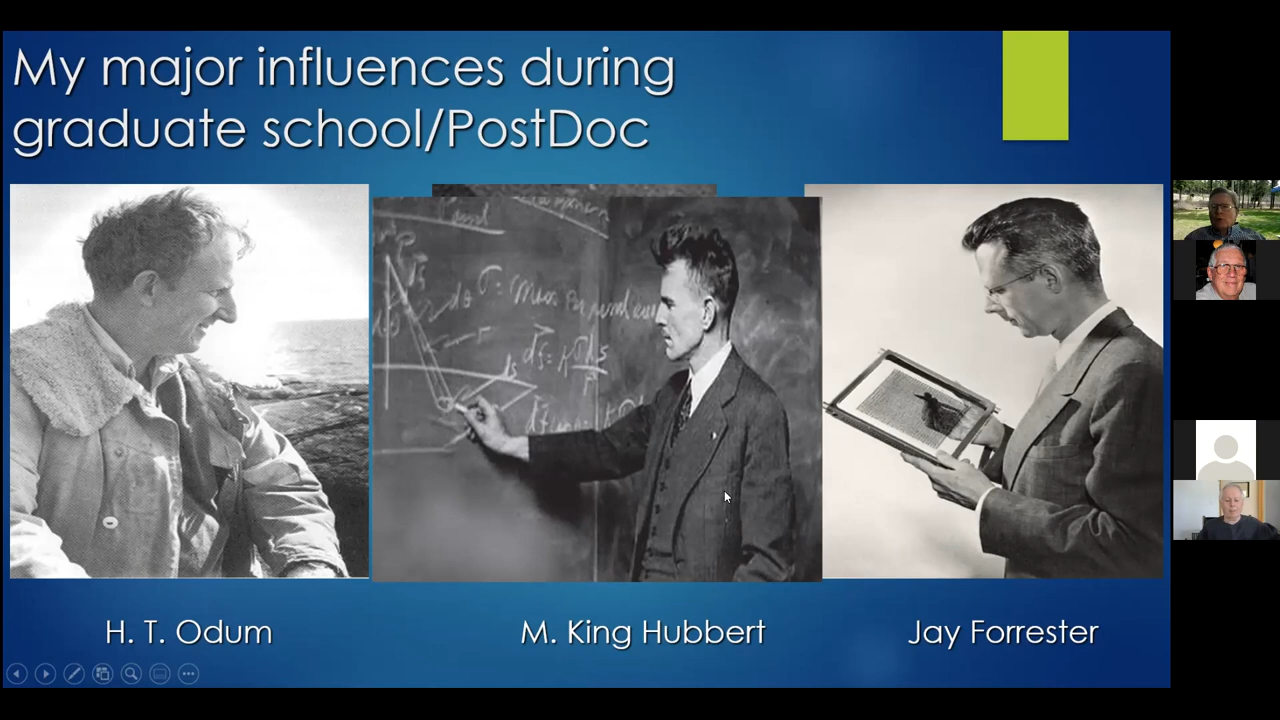 My major influences during
graduate school/PostDoc
H. T. Odum
M. King Hubbert
Jay Forrester